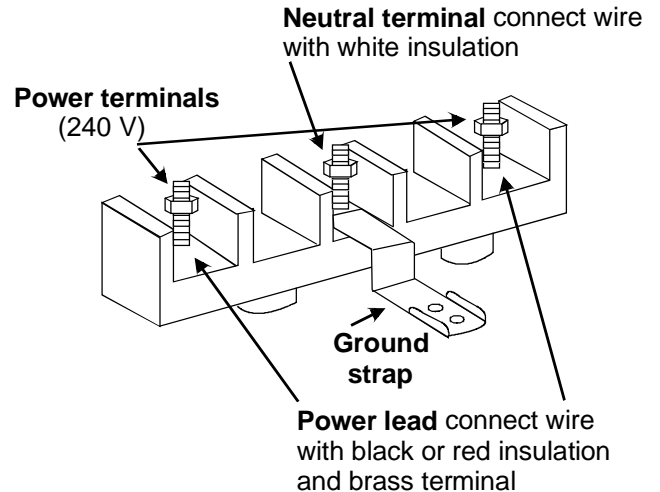 Neutral terminal connect wire
with white insulation
Power terminals
(240 V)
Ground
strap
Power lead connect wire
with black or red insulation
and brass terminal